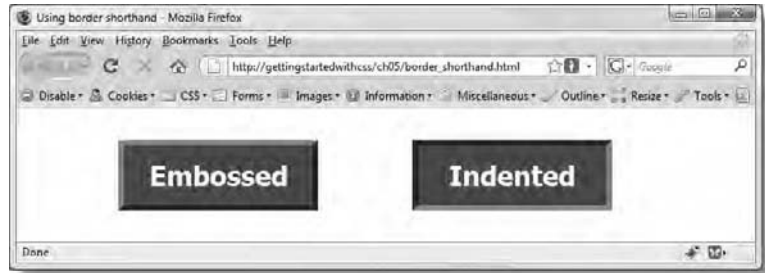 Using border shorthand - Mozilla Firefox
File Edit View History Bookmarks Tools Help
http://gettingstartedwithcss/ch05/border_shorthand.html Google
Disable Cookies CSS Forms Images Information Miscellaneous Outline Resize Tools
Embossed Indented
Done